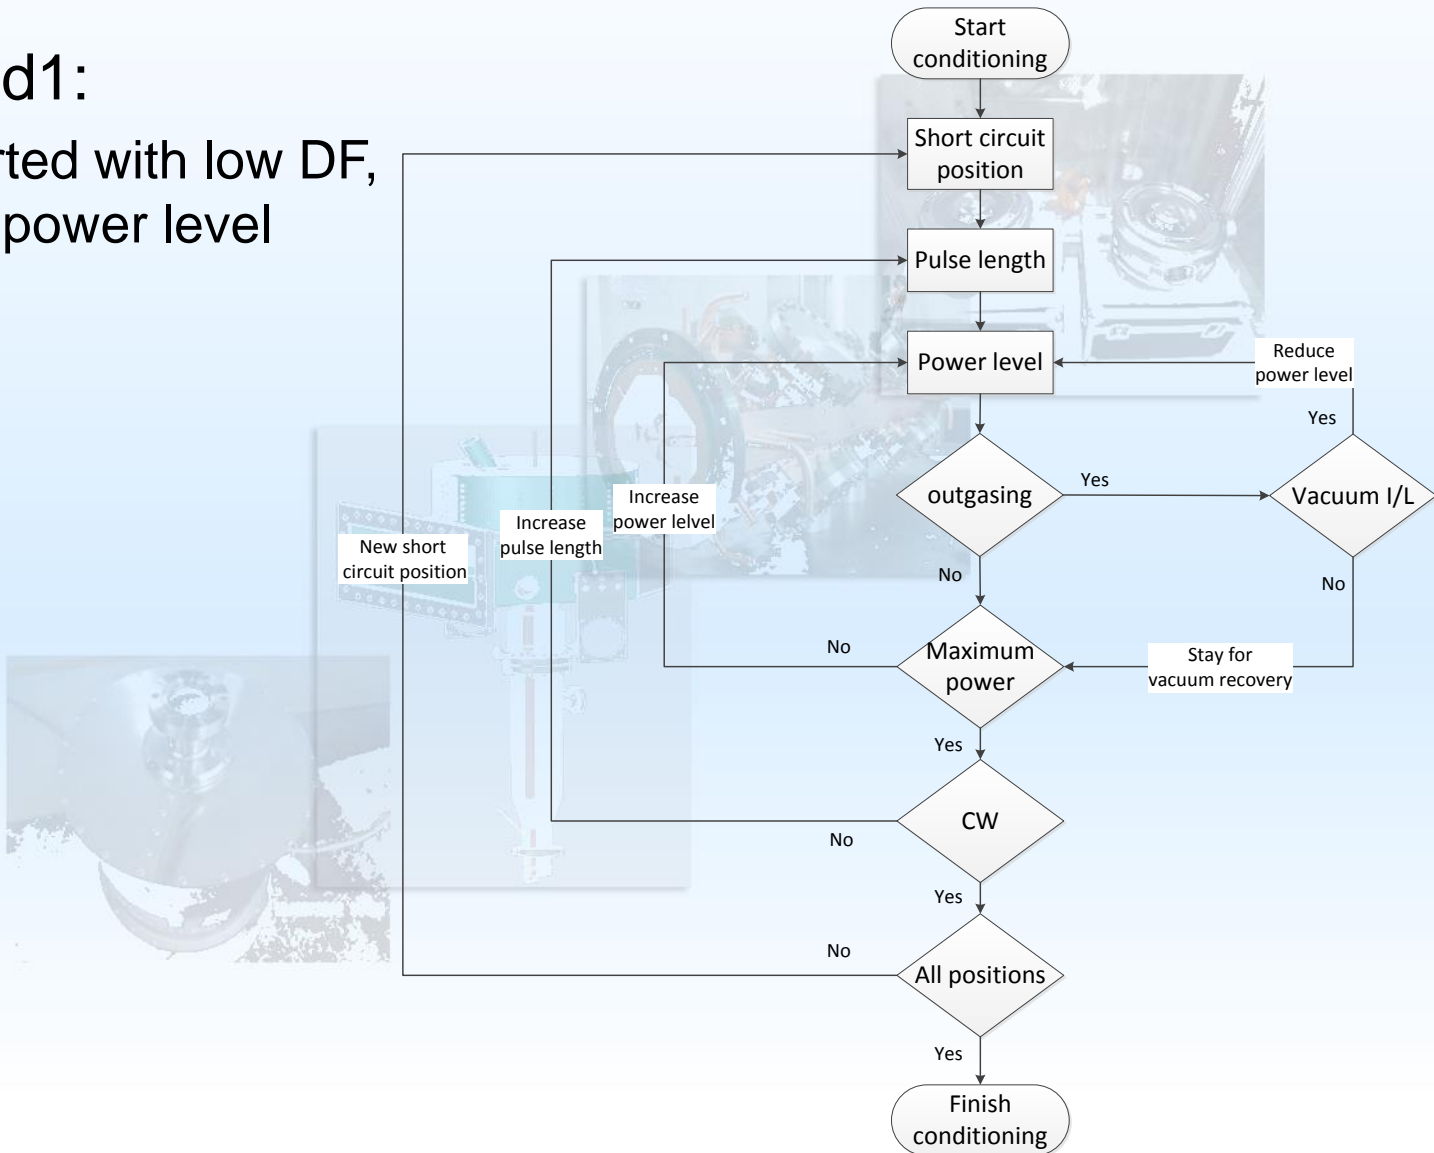 d1:
rted with low DF,
power level
Start
conditioning
Short circuit
position
Pulse length
Power level
Reduce
power level
Yes
outgasing
Yes
Vacuum I/L
Increase
power lelvel
Increase
pulse length
New short
circuit position
No
No
No
Maximum
power
Stay for
vacuum recovery
Yes
CW
No
Yes
No
All positions
Yes
Finish
conditioning